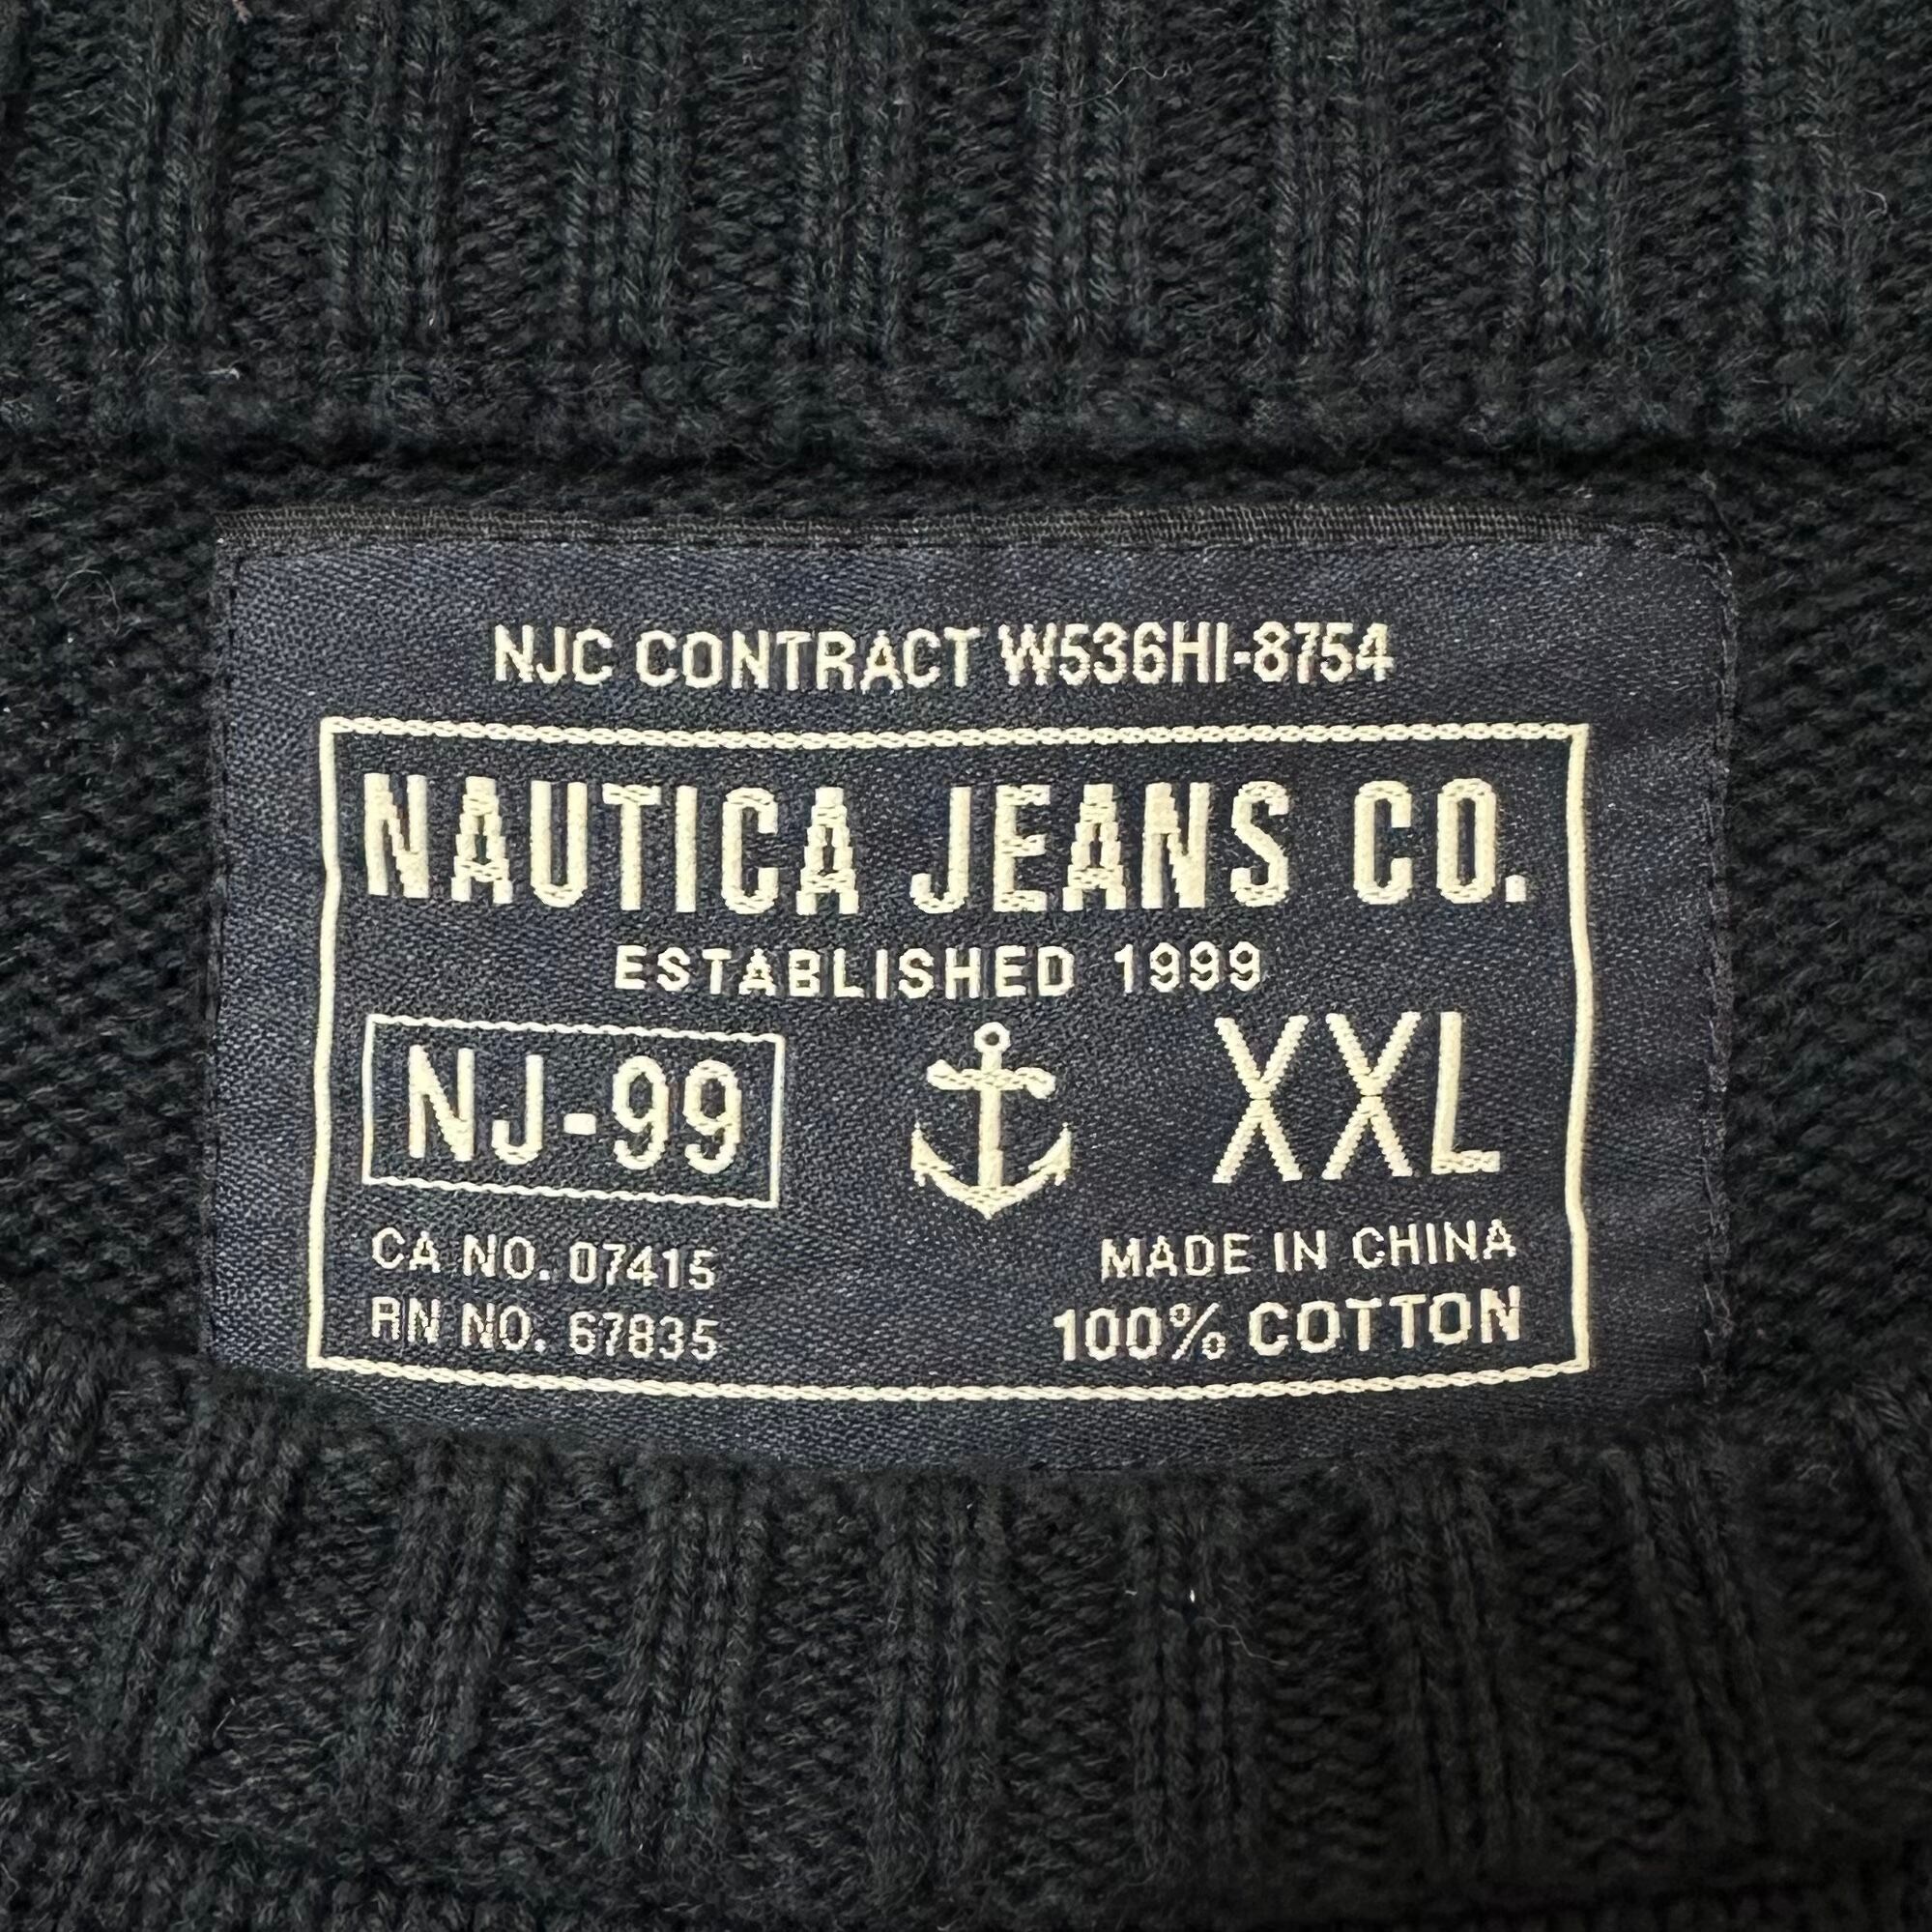 NJC CONTRACT W536HI-8754
NAUTICA JEANS CO.
ESTABLISHED 1999
NJ-99
XXL
CA NO. 07415
RN NO. 67835
MADE IN CHINA
100% COTTON